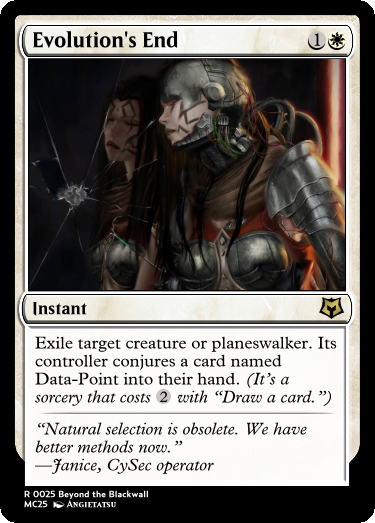 Evolution's End 1
Instant
Exile target creature or planeswalker. Its
controller conjures a card named
Data-Point into their hand. (It's a
sorcery that costs 2 with “Draw a card.”)
“Natural selection is obsolete. We have
better methods now.”
—Janice, CySec operator
R 0025 Beyond the Blackwall
MC25 Angietatsu